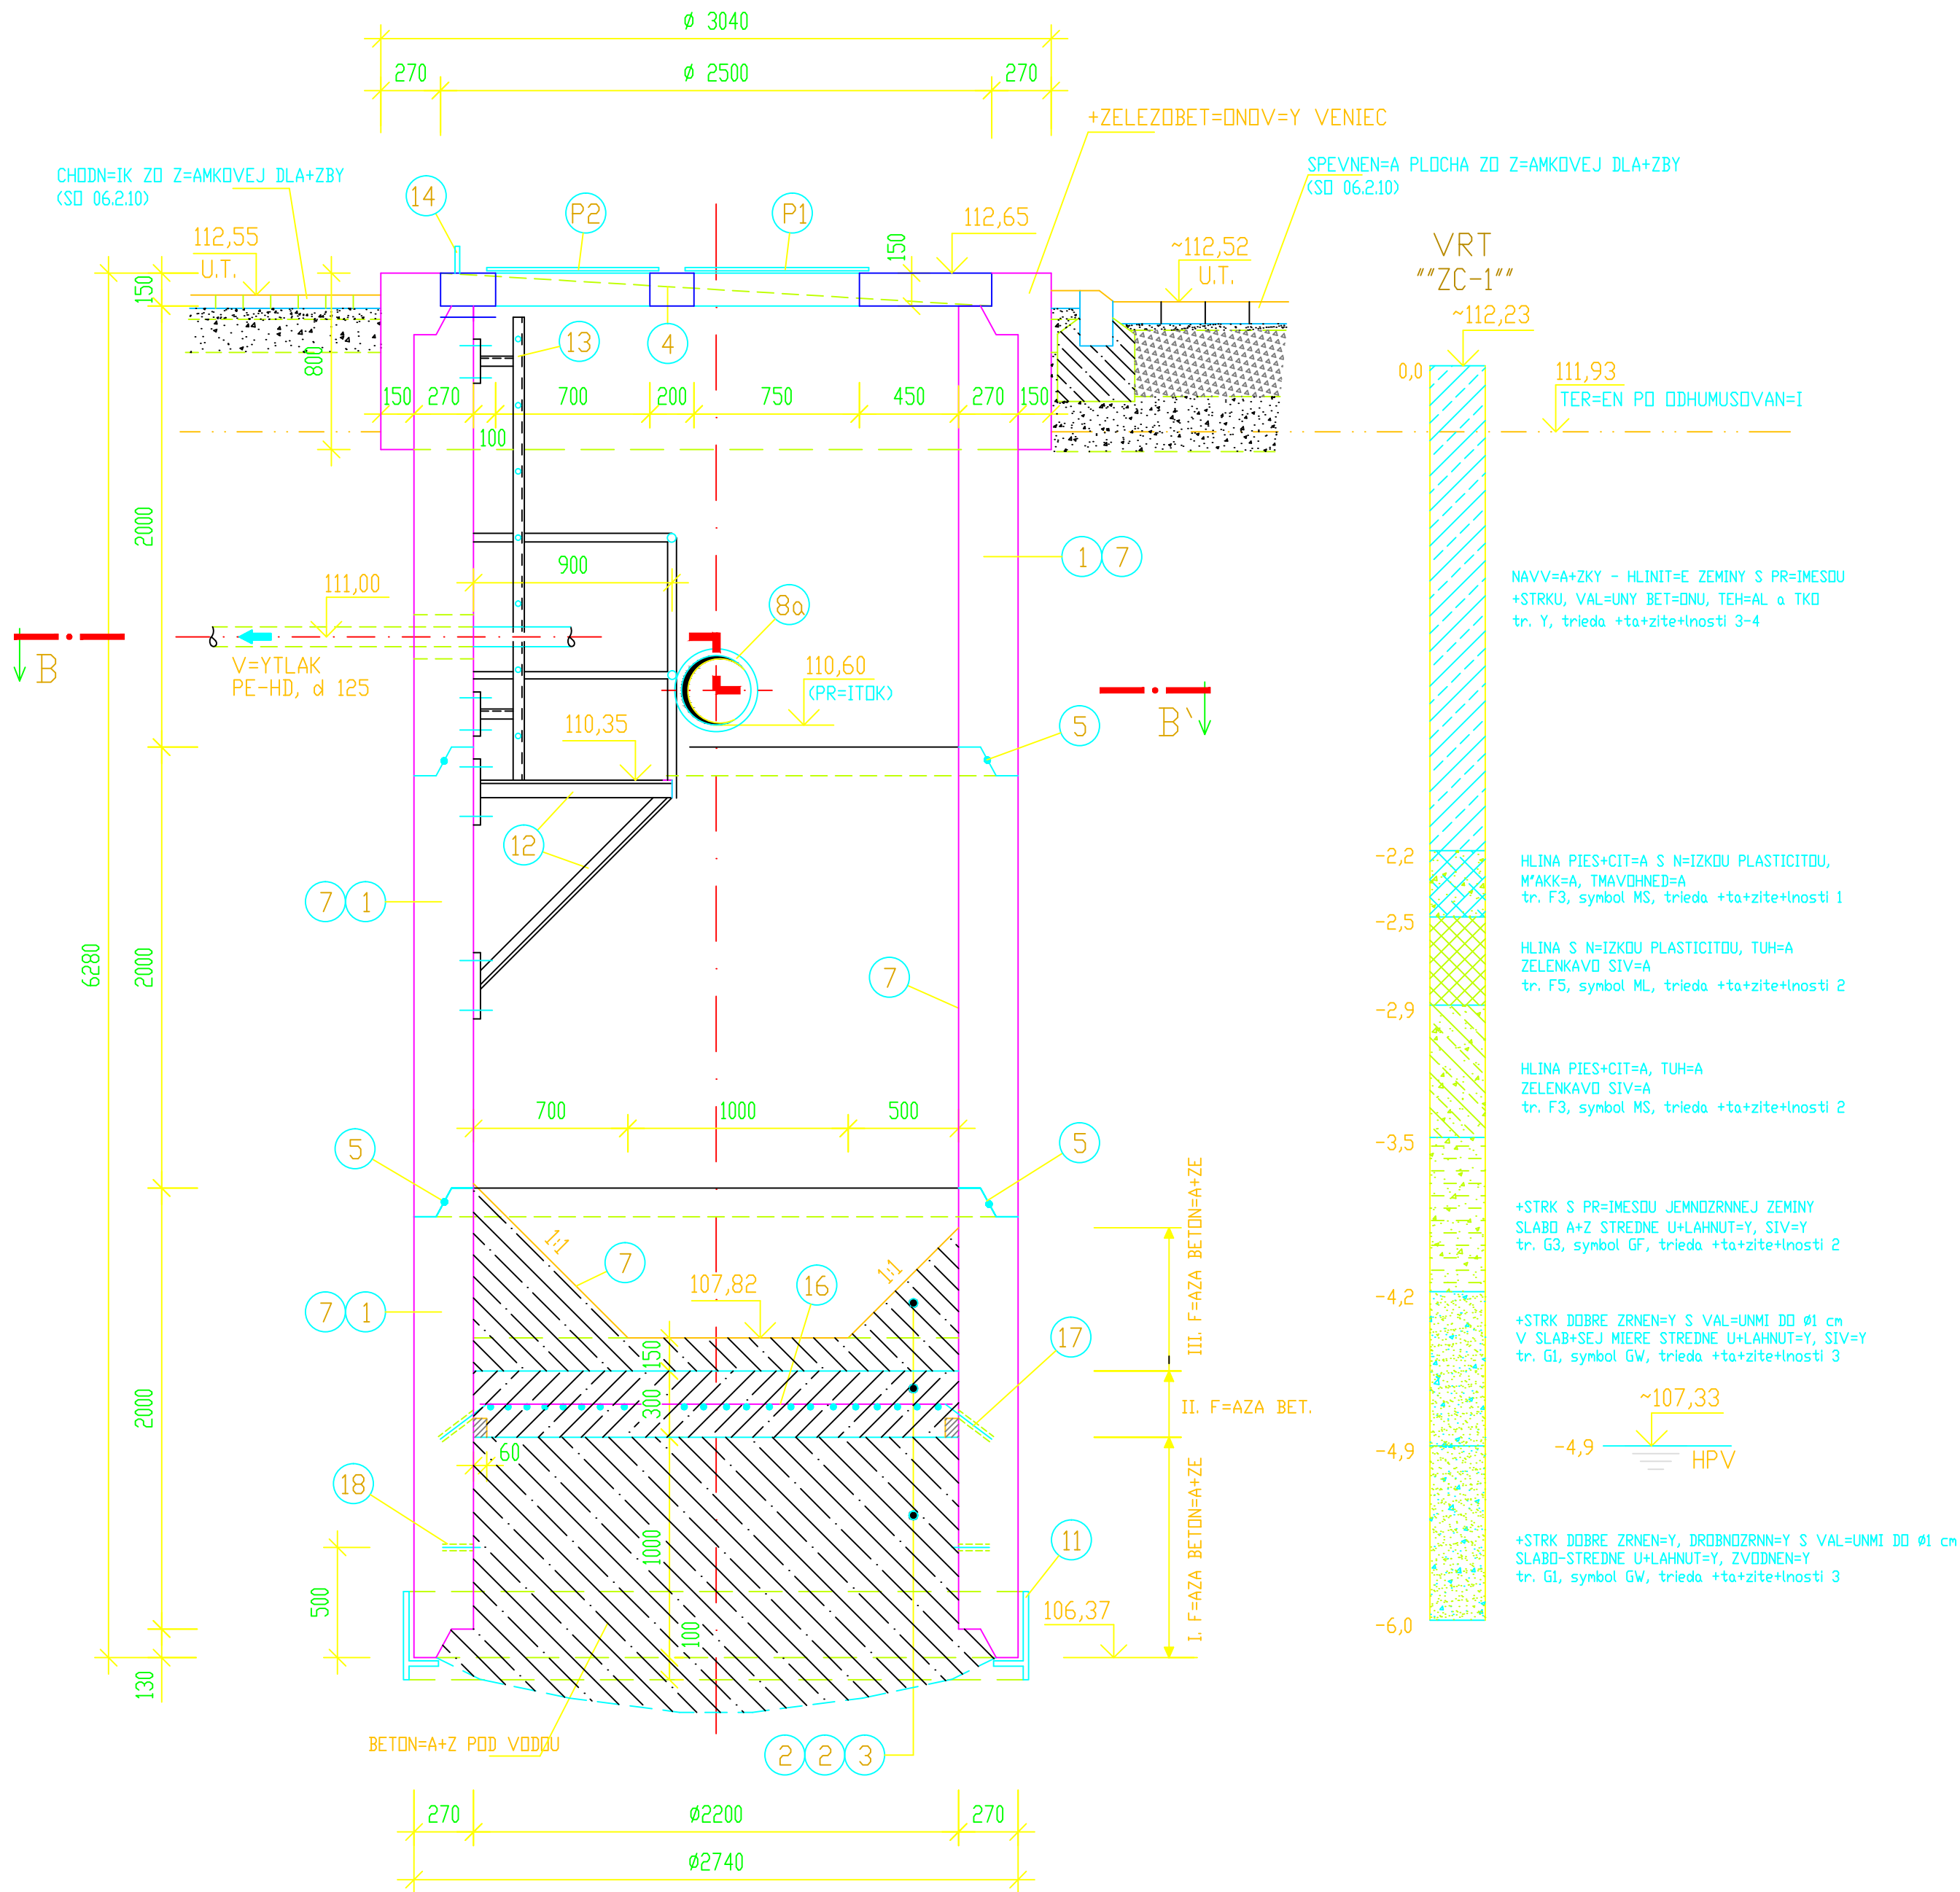 ø 3040
270
ø 2500
270
+ZELEZOBET=ONOV=Y VENIEC
CHODN=IK ZO Z=AMKOVEJ DLA+ZBY
(SO 06.2.10)
SPEVNEN=A PLOCHA ZO Z=AMKOVEJ DLA+ZBY
(SO 06.2.10)
14
P2
P1
112,65
112,55
U.T.
150
~112,52
U.T.
VRT
""ZC-1""
~112,23
150
800
13
4
0,0
111,93
TER=EN PO ODHUMUSOVAN=I
150
270
700
200
750
450
270
150
100
2000
900
1
7
NAVV=A+ZKY - HLINIT=E ZEMINY S PR=IMESOU
+STRKU, VAL=UNY BET=ONU, TEH=AL a TKO
tr. Y, trieda +ta+zite+lnosti 3-4
111,00
8a
B
V=YTLAK
PE-HD, d 125
110,60
(PR=ITOK)
110,35
5
B'
12
-2,2
HLINA PIES+CIT=A S N=IZKOU PLASTICITOU,
M"AKK=A, TMAVOHNED=A
tr. F3, symbol MS, trieda +ta+zite+lnosti 1
7
1
-2,5
HLINA S N=IZKOU PLASTICITOU, TUH=A
ZELENKAVO SIV=A
tr. F5, symbol ML, trieda +ta+zite+lnosti 2
6280
2000
7
-2,9
HLINA PIES+CIT=A, TUH=A
ZELENKAVO SIV=A
tr. F3, symbol MS, trieda +ta+zite+lnosti 2
700
1000
500
5
5
-3,5
+STRK S PR=IMESOU JEMNOZRNNEJ ZEMINY
SLABO A+Z STREDNE U+LAHNUT=Y, SIV=Y
tr. G3, symbol GF, trieda +ta+zite+lnosti 2
1:1
7
107,82
16
1:1
III. F=AZA BETON=A+ZE
-4,2
7
1
17
+STRK DOBRE ZRNEN=Y S VAL=UNMI DO ø1 cm
V SLAB+SEJ MIERE STREDNE U+LAHNUT=Y, SIV=Y
tr. G1, symbol GW, trieda +ta+zite+lnosti 3
150
2000
300
II. F=AZA BET.
~107,33
-4,9
-4,9
HPV
60
18
I. F=AZA BETON=A+ZE
1000
11
+STRK DOBRE ZRNEN=Y, DROBNOZRNN=Y S VAL=UNMI DO ø1 cm
SLABO-STREDNE U+LAHNUT=Y, ZVODNEN=Y
tr. G1, symbol GW, trieda +ta+zite+lnosti 3
500
100
106,37
-6,0
130
BETON=A+Z POD VODOU
2
2
3
270
ø2200
270
ø2740